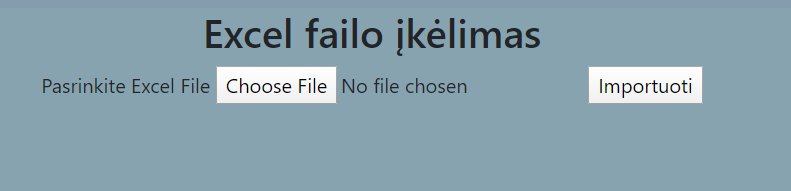 Excel failo įkėlimas
Pasrinkite Excel File Choose File No file chosen Importuoti